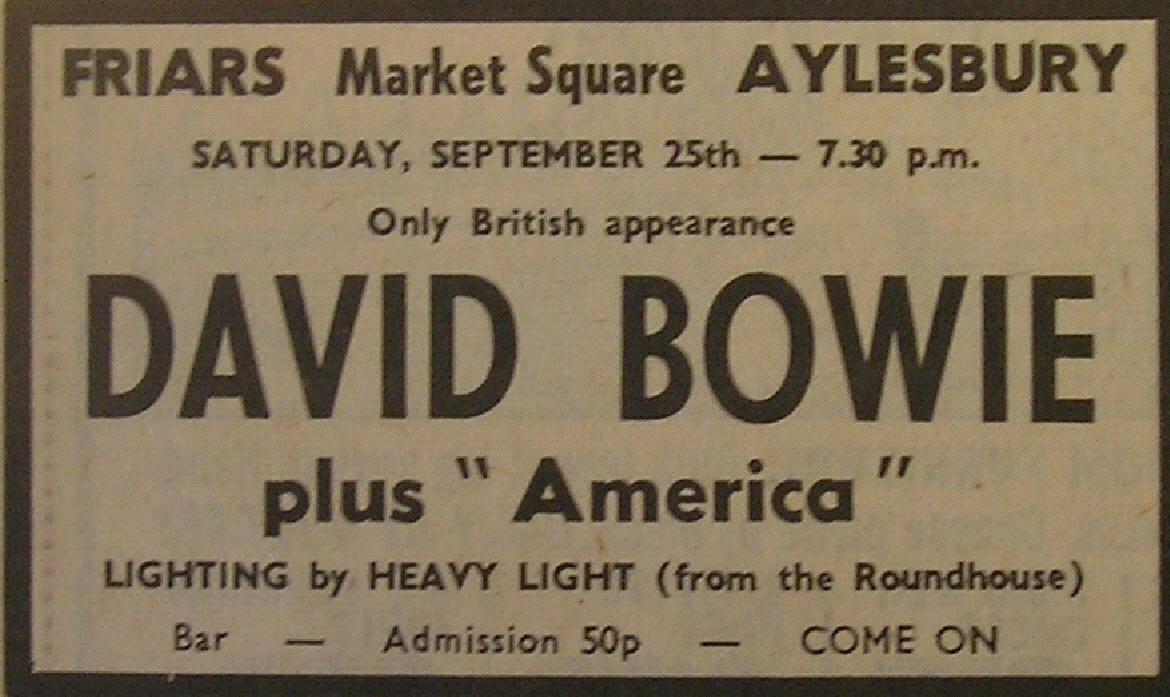 FRIARS Market Square AYLESBURY
SATURDAY, SEPTEMBER 25th — 7.30 p.m.
Only British appearance
DAVID BOWIE
plus "America"
LIGHTING by HEAVY LIGHT (from the Roundhouse)
Bar — Admission 50p — COME ON